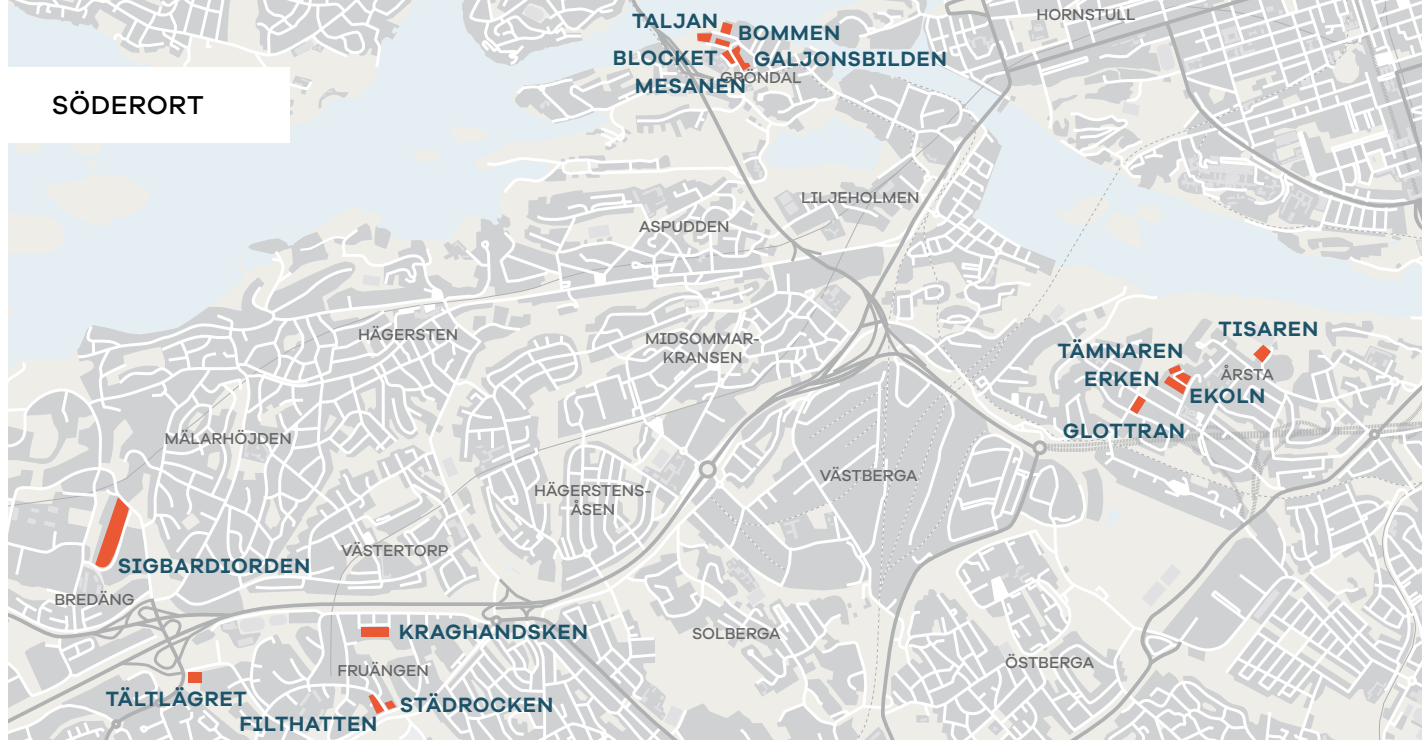 HORNSTULL
TALJAN
BOMMEN
BLOCKET
GALJONSBILDEN
GRÖNDAL
MESANEN
SÖDERORT
LILJEHOLMEN
ASPUDDEN
HÄGERSTEN
MIDSOMMAR-
KRANSEN
TISAREN
TÄMNAREN
ERKEN
ÅRSTA
EKOLN
GLOTTRAN
MÄLARHÖJDEN
VÄSTBERGA
HÄGERSTENS-
ÅSEN
VÄSTERTORP
SIGBARDIORDEN
BREDÄNG
KRAGHANDSKEN
SOLBERGA
FRUÄNGEN
ÖSTBERGA
TÄLTLÄGRET
STÄDROCKEN
FILTHATTEN